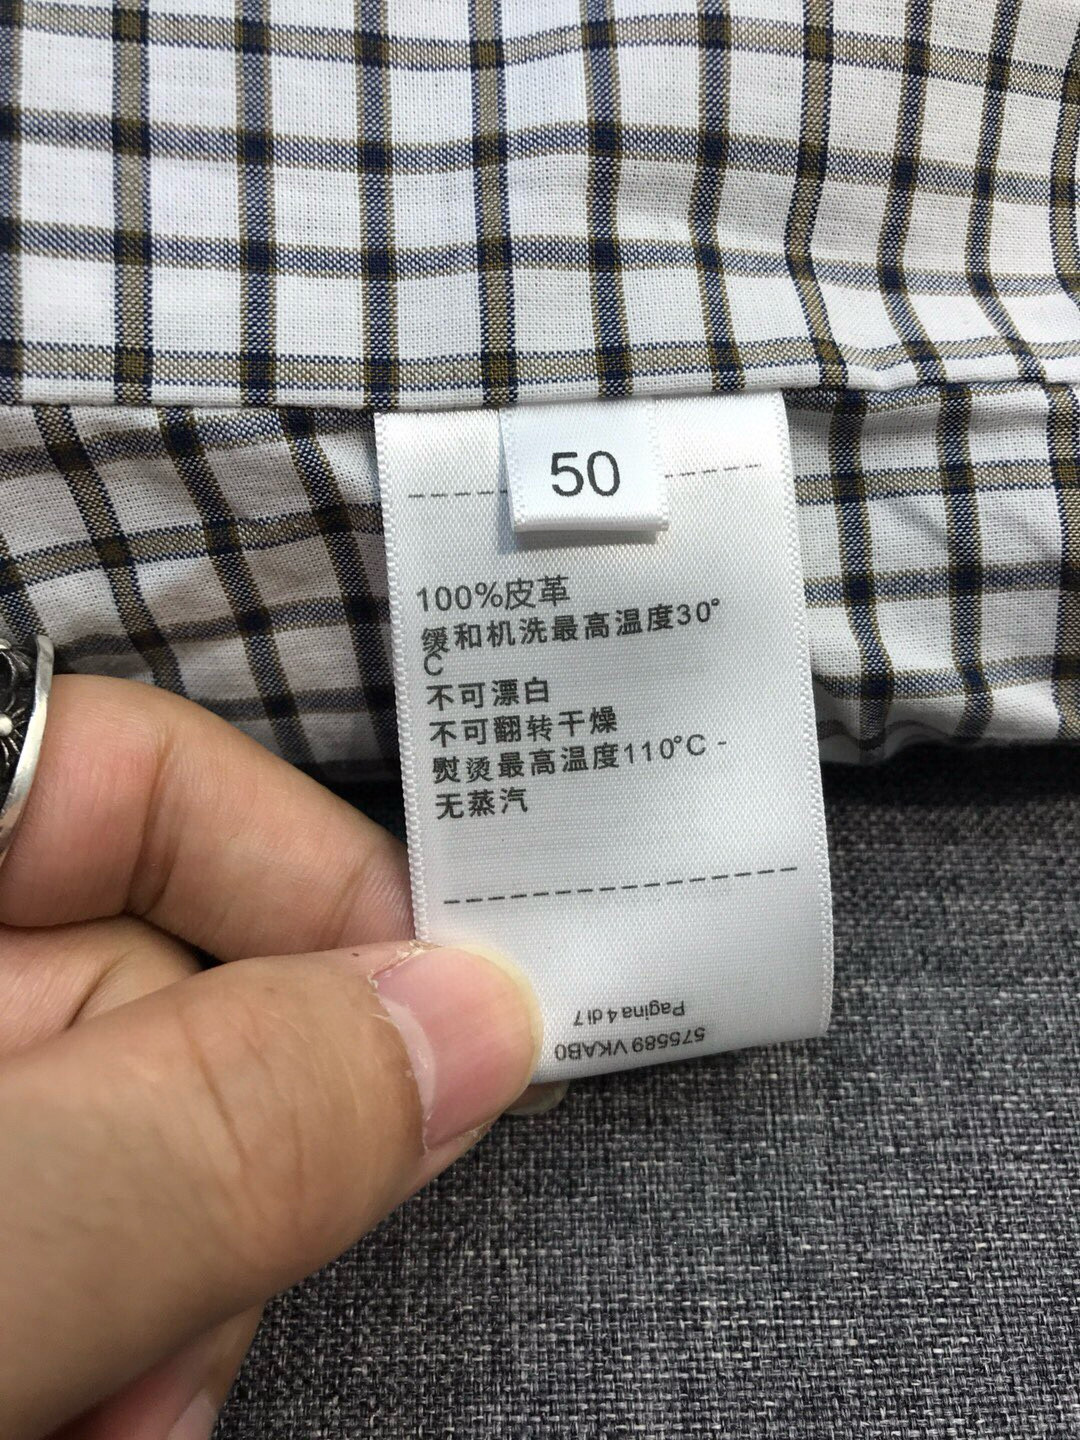 50
100%皮革
缓和机洗最高温度30°
C
不可漂白
不可翻转干燥
熨烫最高温度110°C -
无蒸汽
Pagina 4 di7
575589 VKAB0